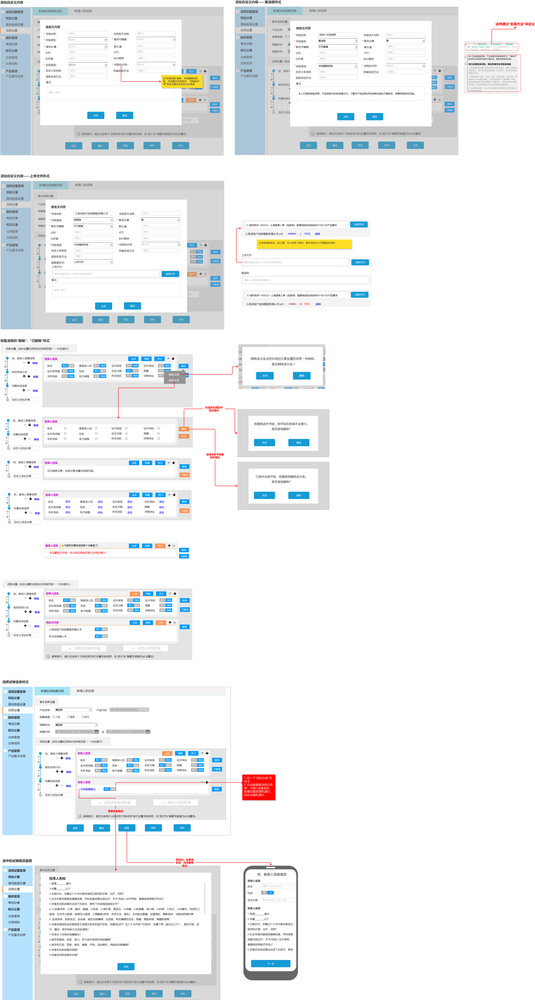 添加自定义内容
流程配置管理
期数设置
基础数据设置
流程设置
题库管理
考试分类
题目设置
试卷管理
试卷规则
产品管理
产品基本信息
新增投保销售流程
新增入职流程
自定义内容
* 字段名称： 请输入... 字段英文名称： 请输入...
* 字段类型： 请选择 * 是否可编辑： 请选择
* 是否必填： 请选择 默认值： 请输入...
占列： 请输入... 占行： 请输入...
允许值： 请输入... 执行顺序： 请输入...
* 校验类型： 请选择 * 校验标识号： 请选择
自定义实现类： 请输入... 存储实现方法： 请输入...
读取实现方法： 请输入...
备注：
请输入备注...
当“校验类型”选择：本地强制性校
验、本地提示性校验时，“校验标识
号”字段才展示出来且为必选项
关闭 确定
显示 删除
已删除
显示 删除
已删除
温馨提示：通过点击每个“字段名称”进行设置字段信息，且“显示”和“隐藏”的数据为均必设置项。
返回 重置 预览 保存 发布
添加自定义内容——复选框样式
流程配置管理
期数设置
基础数据设置
流程设置
题库管理
考试分类
题目设置
试卷管理
试卷规则
产品管理
产品基本信息
新增投保销售流程
新增入职流程
基本信息设置
产品名称：
销售渠道：
销售机构：
销售时间：
自定义内容
* 字段名称： 投保人勾选信息 字段英文名称： 请输入...
* 字段类型： 复选框 * 是否必填： 是
* 是否可编辑： 不可编辑 默认值： 请输入...
占列： 请输入... 占行： 请输入...
允许值： 请输入... 执行顺序： 请输入...
* 校验类型： 本地强制校验 * 校验标识号： 请选择
自定义实现类： 请输入... 存储实现方法： 请输入...
读取实现方法： 请输入...
备注：
本人已阅读保险条款、产品说明书和投保提示书，了解本产品的特点和保单利益的不确定性，愿意承担相关风险。
关闭 确定
删除
已删除
删除
已删除
温馨提示：通过点击每个“字段名称”进行设置字段信息，且“显示”和“隐藏”的数据均为必设置项。
返回 重置 预览 保存 发布
这种通过“实现方法”来定义
本人已阅读保险条款、产品说明书和投保提示书，了解本产
品的特点和保单利益的不确定性，愿意承担相关风险。
我已阅读投保须知，将如实填写各项投保信息
添加自定义内容——上传文件形式
流程配置管理
期数设置
基础数据设置
流程设置
题库管理
考试分类
题目设置
试卷管理
试卷规则
产品管理
产品基本信息
新增投保销售流程
新增入职流程
基本信息设置
自定义内容
* 字段名称： 人身保险产品销售服务确认书 字段英文名称： 请输入...
* 字段类型： 超链接 * 是否必填： 是
* 是否可编辑： 不可编辑 默认值： 请输入...
占列： 请输入... 占行： 请输入...
允许值： 请输入... 执行顺序： 请输入...
* 校验类型： 本地强制校验 * 校验标识号： 请选择
自定义实现类： 请输入... 存储实现方法： 请输入...
读取实现方法： 请输入...
超链接形式： 上传文件
上传文件：
请选择路径进行上传资料供前端预览... 选择文件
备注：
请输入备注...
关闭 确定
显示 删除
显示 隐藏
显示 隐藏
显示 隐藏 已删除
显示 删除
已删除
返回 重置 预览 保存 发布
E:\振利软件--N22\22—上海国泰人寿（陆家嘴）\国泰微信在线投保201702-03\产品需求 选择文件
人身保险产品销售服务确认书.pdf √ 100% 删除
上传完成的样式，如上图，可上传多个附件，附件总和大小不能超过500M
上传文件：
请选择路径进行上传资料供前端预览... 选择文件
链接到：
请输入链接到的链接地址...
E:\振利软件--N22\22—上海国泰人寿（陆家嘴）\国泰微信在线投保201702-03\产品需求 选择文件
人身保险产品销售服务确认书.pdf × 50% 删除
销售流程的“删除”、“已删除”样式
流程设置（该处设置的流程会在前端页面一 一对应展示）
投、被保人简要信息
编辑
下一步
制定投保计划
编辑
下一步
完善投保信息
编辑
下一步
自定义添加步骤
投保人信息 全部 隐藏 显示
姓名 显示 隐藏 是被保人的 显示 隐藏 证件类型 显示 隐藏 证件号码 显示 隐藏
证件有效期 显示 隐藏 性别 显示 隐藏 出生日期 显示 隐藏 国籍 显示 隐藏
手机号码 显示 隐藏 电子邮箱 显示 隐藏 所在地区 显示 隐藏 详细地址
删除
删除分类
删除字段
删除该分类会把对应的元素设置的信息一并删除。
是否删除该分类？
关闭 删除
投、被保人简要信息
编辑
下一步
完善投保信息
编辑
下一步
自定义添加步骤
投保人信息
姓名 是被保人的 证件类型 证件号码
证件有效期 性别 出生日期 国籍
手机号码 电子邮箱 所在地区 详细地址
删除
取消
未选择全部的字
段时提示
若删除选中字段，则字段在前端不会展示。
是否继续删除？
关闭 删除
选择全部字段删
除时提示
已选中全部字段，若删除则删除该分类。
是否继续删除？
关闭 删除
投、被保人简要信息
编辑
下一步
自定义添加步骤
投保人信息 全部 隐藏 显示
无已删除元素，全部元素设置在前端页面。
删除
已删除
投、被保人简要信息
编辑
下一步
完善投保信息
编辑
下一步
自定义添加步骤
投保人信息 全部 隐藏 显示
姓名 添加 是被保人的 添加 证件类型 添加 证件号码 添加
证件有效期 添加 性别 添加 出生日期 添加 国籍 添加
手机号码 添加 电子邮箱 添加 所在地区 添加 详细地址 添加
删除
已删除
被保人信息 （★代表把元素设置到某个对象里了） 全部 隐藏 显示
未设置显示字段，该分类在前端页面无字段的展示！
删除
已删除
流程设置（该处设置的流程会在前端页面一 一对应展示）
投、被保人简要信息
编辑
下一步
制定投保计划
编辑
下一步
完善投保信息
编辑
下一步
自定义添加步骤
投保人信息 全部 隐藏 显示
姓名 显示 隐藏 是被保人的 显示 隐藏 证件类型 显示 隐藏 证件号码 显示 隐藏
证件有效期 显示 隐藏 性别 显示 隐藏 出生日期 显示 隐藏 国籍 显示 隐藏
手机号码 显示 隐藏 电子邮箱 显示 隐藏 所在地区 显示 隐藏 详细地址 显示 隐藏
删除
已删除
自定义内容 全部 隐藏 显示
人身保险产品销售服务确认书 显示 隐藏
年长投保确认书 显示 隐藏
删除
＋ 选择添加基础数据 ＋ 自定义添加数据
温馨提示：通过点击每个“字段名称”进行设置字段信息，且“显示”和“隐藏”的数据为必设置项。
选择试卷信息样式
流程配置管理
期数设置
基础数据设置
流程设置
题库管理
考试分类
题目设置
试卷管理
试卷规则
产品管理
产品基本信息
新增投保销售流程
新增入职流程
基本信息设置
产品名称： 请选择 产品代码： 默认带出选中的产品代码
销售渠道： 个险 银保 经代
销售机构： 请选择
销售时间： 默认带出选中的产品上下架开始时间 至 默认带出选中的产品上下架结束时间
流程设置（该处设置的流程会在前端页面一 一对应展示）
投、被保人简要信息
编辑
下一步
制定投保计划
编辑
下一步
完善投保信息
编辑
下一步
自定义添加步骤
投保人信息 全部 隐藏 显示
姓名 显示 隐藏 是被保人的 显示 隐藏 证件类型 显示 隐藏 证件号码 显示 隐藏
证件有效期 显示 隐藏 性别 显示 隐藏 出生日期 显示 隐藏 国籍 显示 隐藏
手机号码 显示 隐藏 电子邮箱 显示 隐藏 所在地区 显示 隐藏 详细地址 显示 隐藏
删除
已删除
投保人告知
点我查看题目 显示 隐藏
删除
＋ 选择添加基础数据 ＋ 自定义添加数据
查看告知题目
温馨提示：通过点击每个分类中的“字段名称”进行设置字段信息，且“显示”和“隐藏”的数据为必设置项。
返回 重置 预览 保存 发布
1.改一下“添加分类”的
名字
2.点击数据查询进行变
更：分类+试卷名称
如果试题是随机展示，
此处也随机展示
预览时，如果有
告知，则需要预
览出
选中的试卷题目查看
流程配置管理
期数设置
基础数据设置
流程设置
题库管理
考试分类
题目设置
试卷管理
试卷规则
产品管理
产品基本信息
基本信息设置
投保人告知
1.身高_______厘米
2.体重_______公斤
3.近期诊治：您最近六个月内是否接受过医师的诊察、治疗、用药？
4.近五年是否曾接受健康检查、专科检查或曾住院治疗、手术(包括入住疗养院、康复医院等医疗机构)？
5.您是否目前或曾经出现下列症状、患有下列疾病或接受诊疗？
a. 心血管系统：心悸、胸闷、胸痛、心杂音、心律失常、高血压、心绞痛、心肌梗塞、冠心病、心肌病、心包炎、心内膜炎、风湿性心
脏病、先天性心脏病、肺源性心脏病、心瓣膜病(狭窄、关闭不全、畸形)、主动脉血管瘤、血管畸形、静脉曲张、动脉粥样硬化等；
b. 血液系统：各类贫血、血友病、凝血功能障碍、白血病、再生障碍性贫血、紫癜、脾脏疾病、骨髓疾病等；
6.您是否曾接受或试图接受艾滋病及有关的医疗咨询、检查或治疗？在六个月内有下列症状：体重下降（超过五公斤）、食欲不振、盗
汗、腹泻、淋巴结肿大及皮肤溃疡？
7.您有无下述身体残障情况？
a.是否有智能、语言、视力、听力或中枢神经系统障碍？
b.是否有五官、四肢、脊柱、胸廓、手指、足趾畸形、残缺或功能障碍？
8.您是否目前或曾经吸烟？
9.您是否目前或曾经饮酒？
关闭
温馨提示：通过点击每个分类中的“字段名称”进行设置字段信息，且“显示”和“隐藏”的数据为必设置项。
返回 重置 预览 保存 发布
投、被保人简要信息
投保人信息
姓名 请输入投保人姓名
性别 男 女
出生日期 请选择投保人出生日期
投保人告知
1.身高_______厘米
2.体重_______公斤
3.近期诊治：您最近六个月内是否接受过
医师的诊察、治疗、用药？
4.近五年是否曾接受健康检查、专科检查
或曾住院治疗、手术(包括入住疗养院、
康复医院等医疗机构)？
5.您是否目前或曾经出现下列症状、患有
下一步